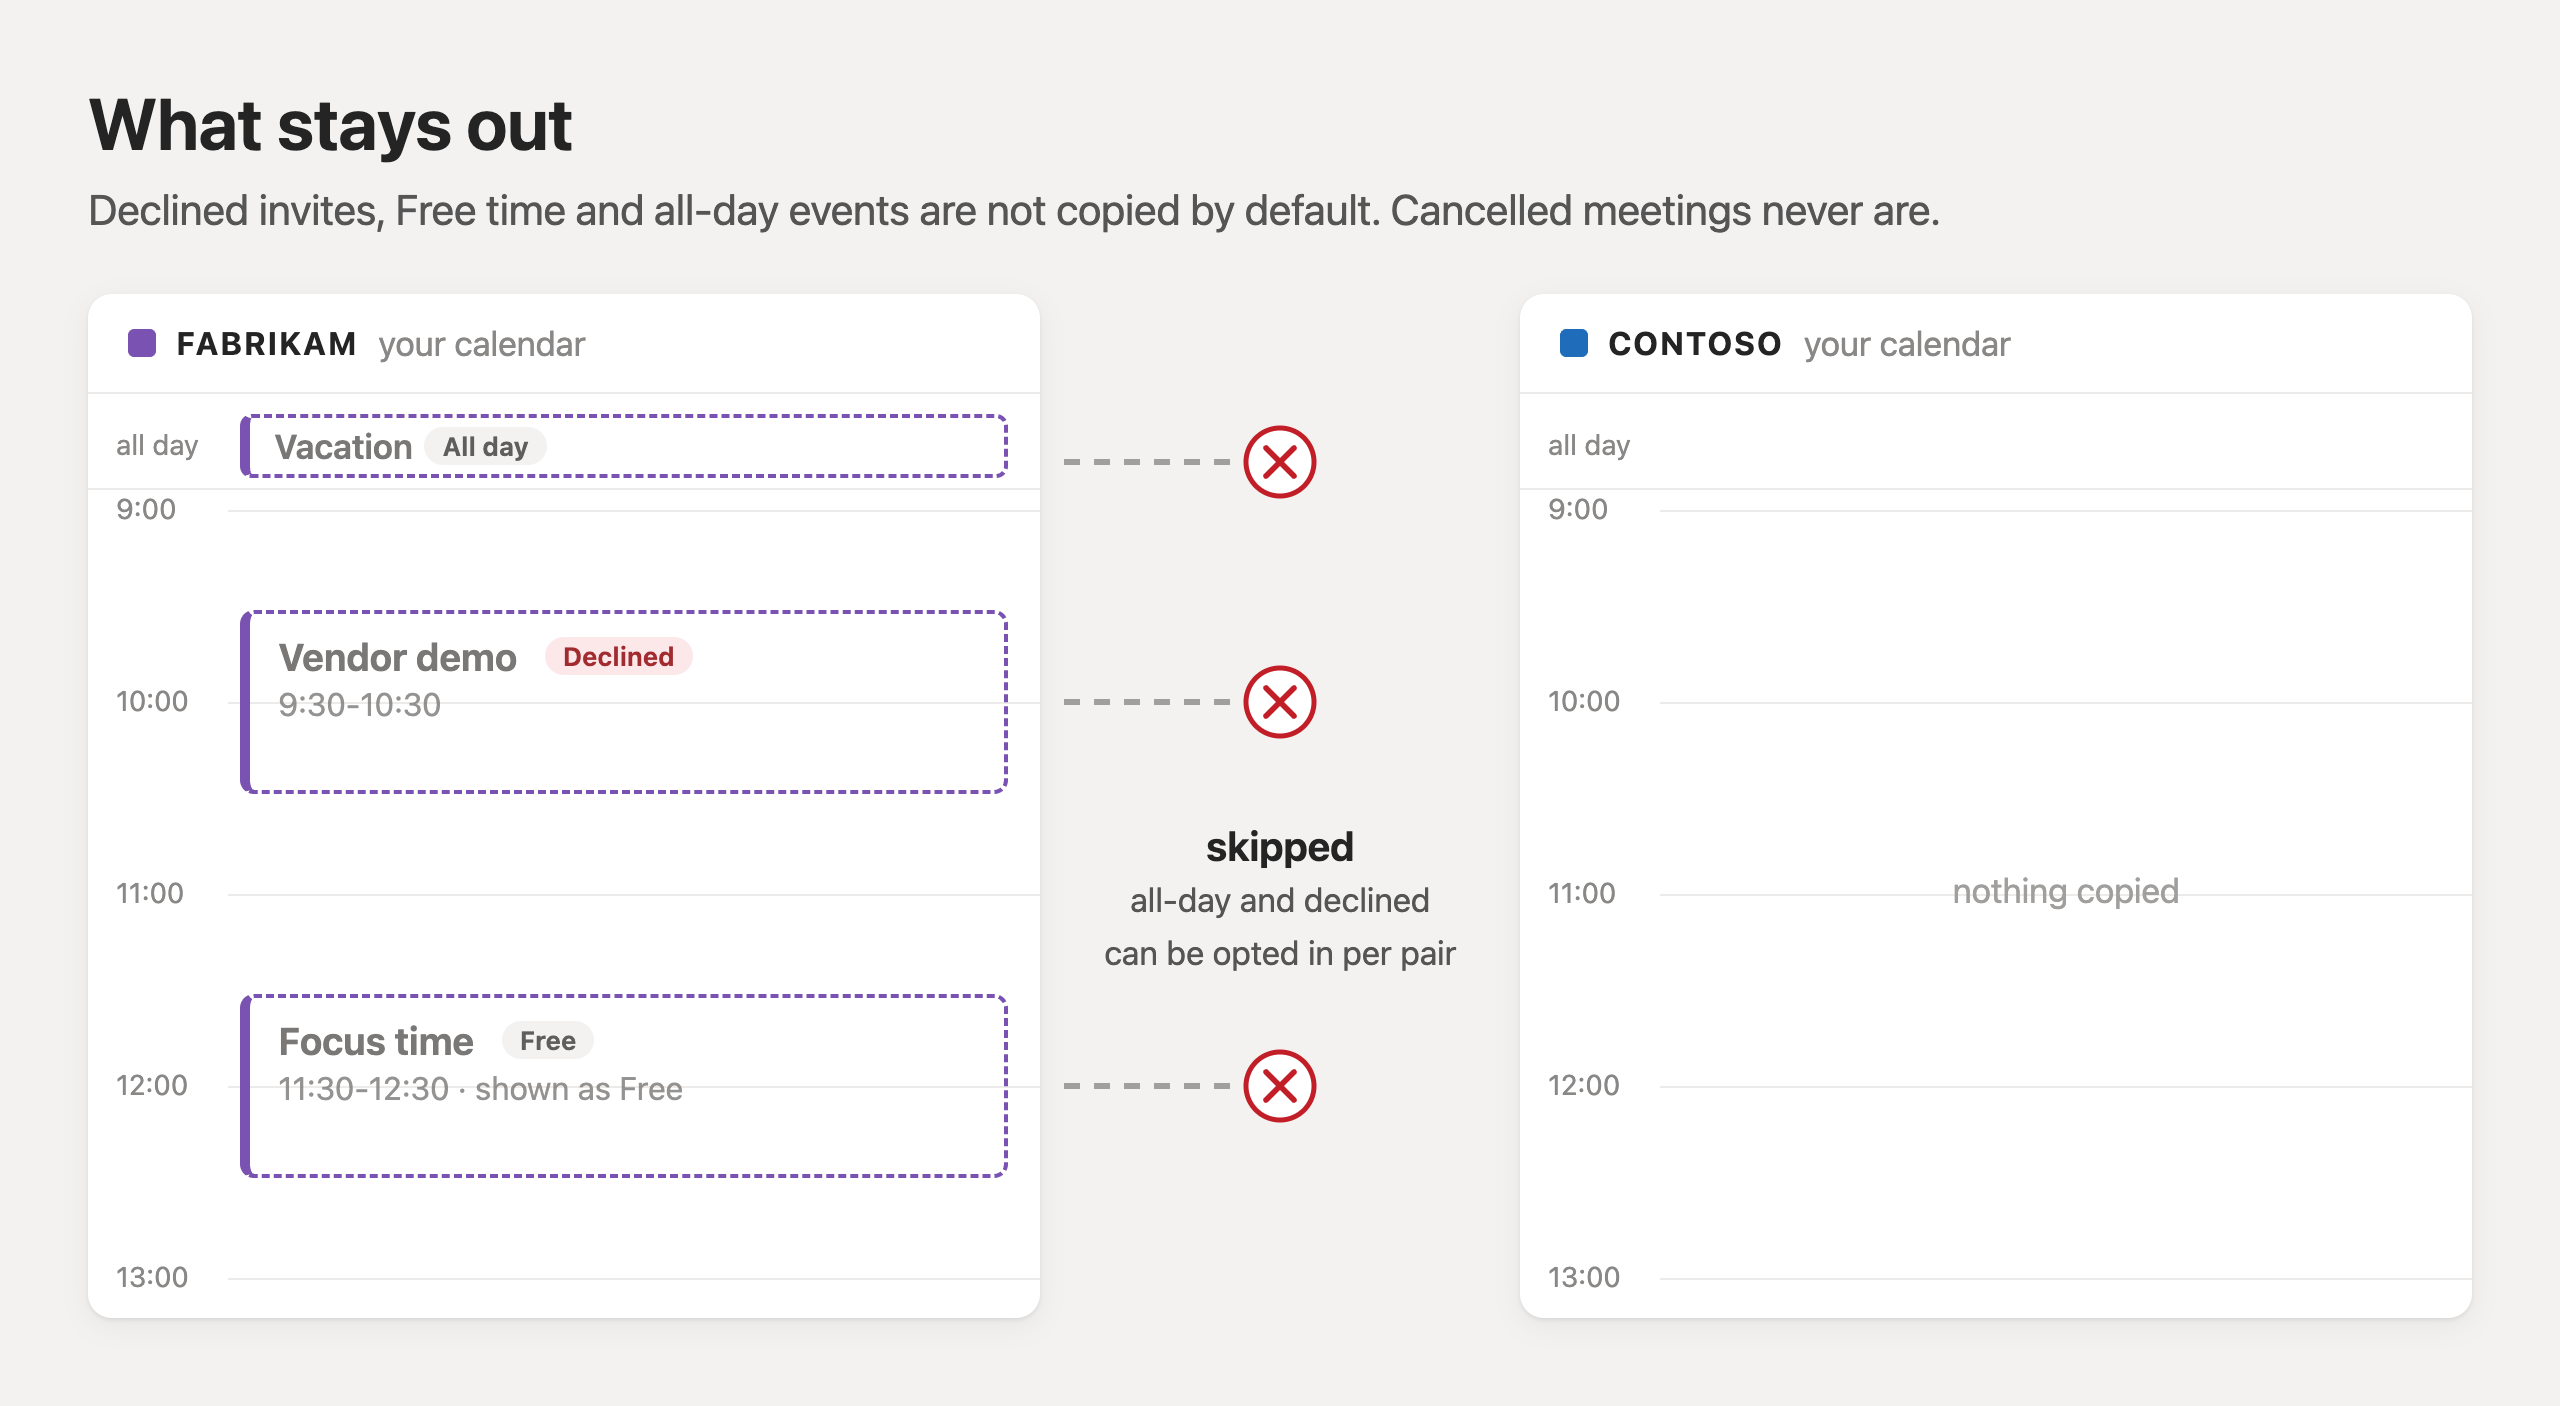 What stays out
Declined invites, Free time and all-day events are not copied by default. Cancelled meetings never are.
FABRIKAM your calendar
all day Vacation All day
9:00
Vendor demo Declined
10:00 9:30-10:30
11:00
Focus time Free
12:00 11:30-12:30 · shown as Free
13:00
skipped
all-day and declined
can be opted in per pair
CONTOSO your calendar
all day
9:00
10:00
11:00 nothing copied
12:00
13:00